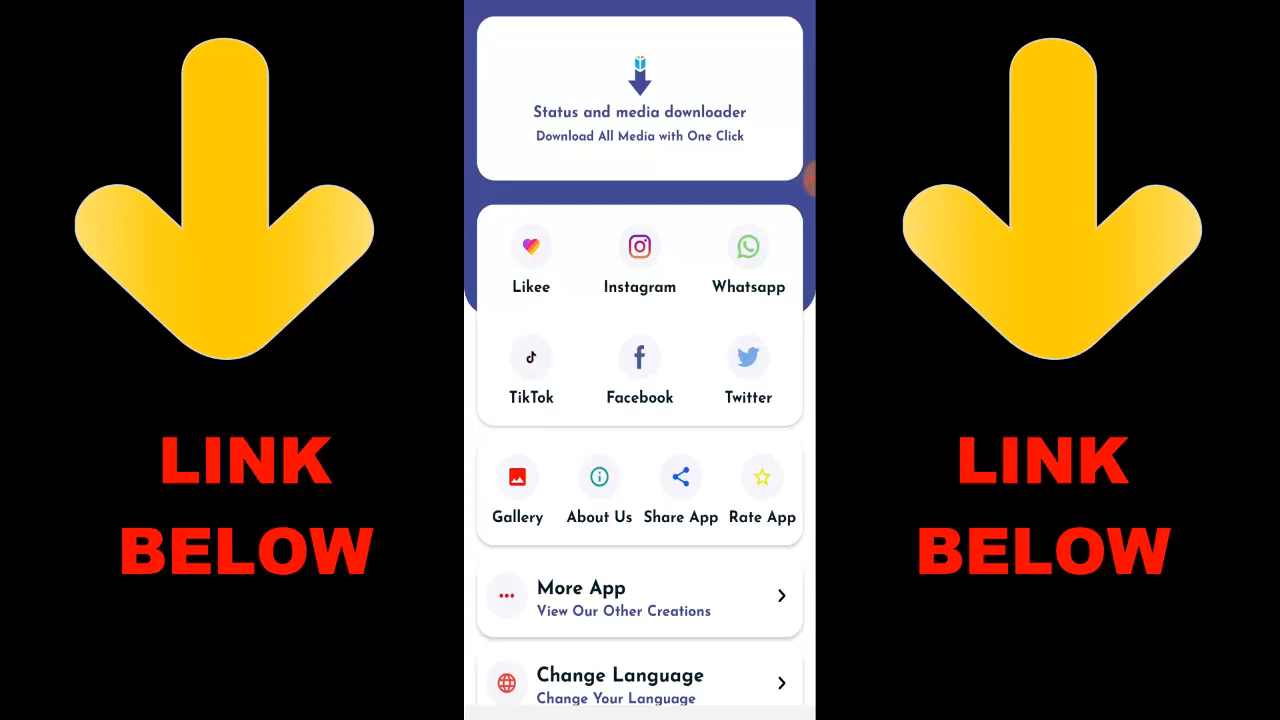 Status and media downloader
Download All Media with One Click
Likee
Instagram
Whatsapp
TikTok
Facebook
Twitter
LINK
BELOW
LINK
BELOW
Gallery
About Us
Share App
Rate App
More App
View Our Other Creations
Change Language
Change Your Language